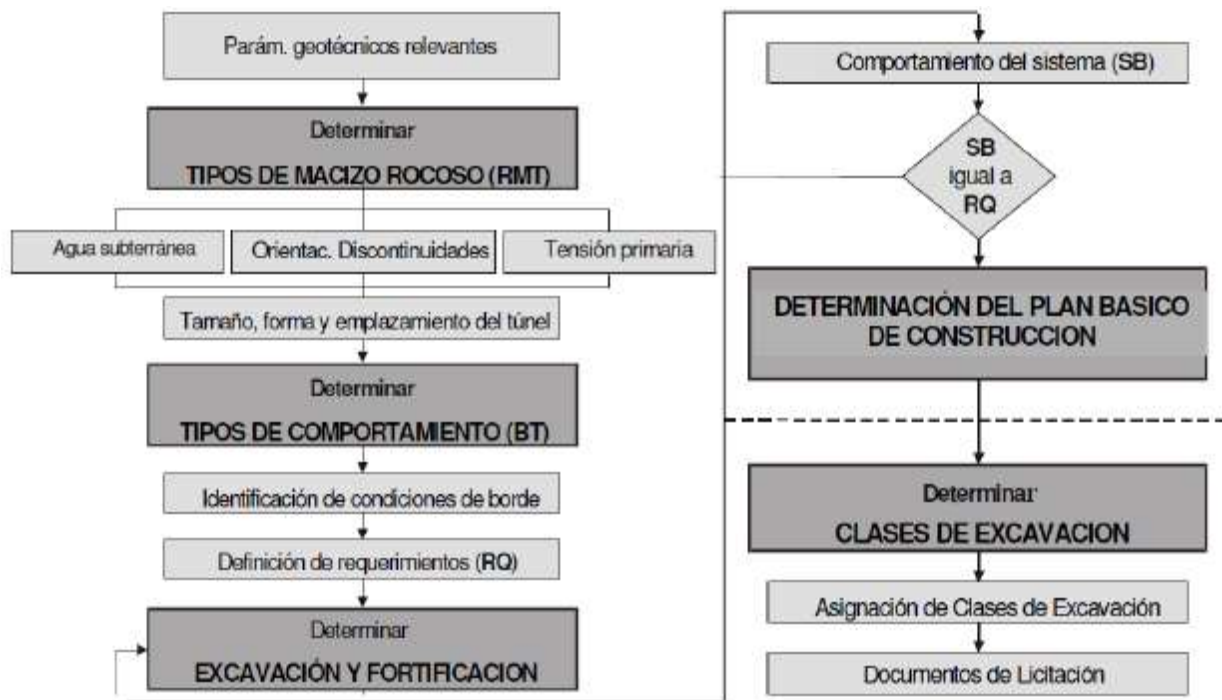 Parám. geotécnicos relevantes
Determinar
TIPOS DE MACIZO ROCOSO (RMT)
Agua subterránea
Orientac. Discontinuidades
Tensión primaria
Tamaño, forma y emplazamiento del túnel
Determinar
TIPOS DE COMPORTAMIENTO (BT)
Identificación de condiciones de borde
Definición de requerimientos (RQ)
Determinar
EXCAVACIÓN Y FORTIFICACION
Comportamiento del sistema (SB)
SB
igual a
RQ
DETERMINACIÓN DEL PLAN BASICO
DE CONSTRUCCION
Determinar
CLASES DE EXCAVACION
Asignación de Clases de Excavación
Documentos de Licitación